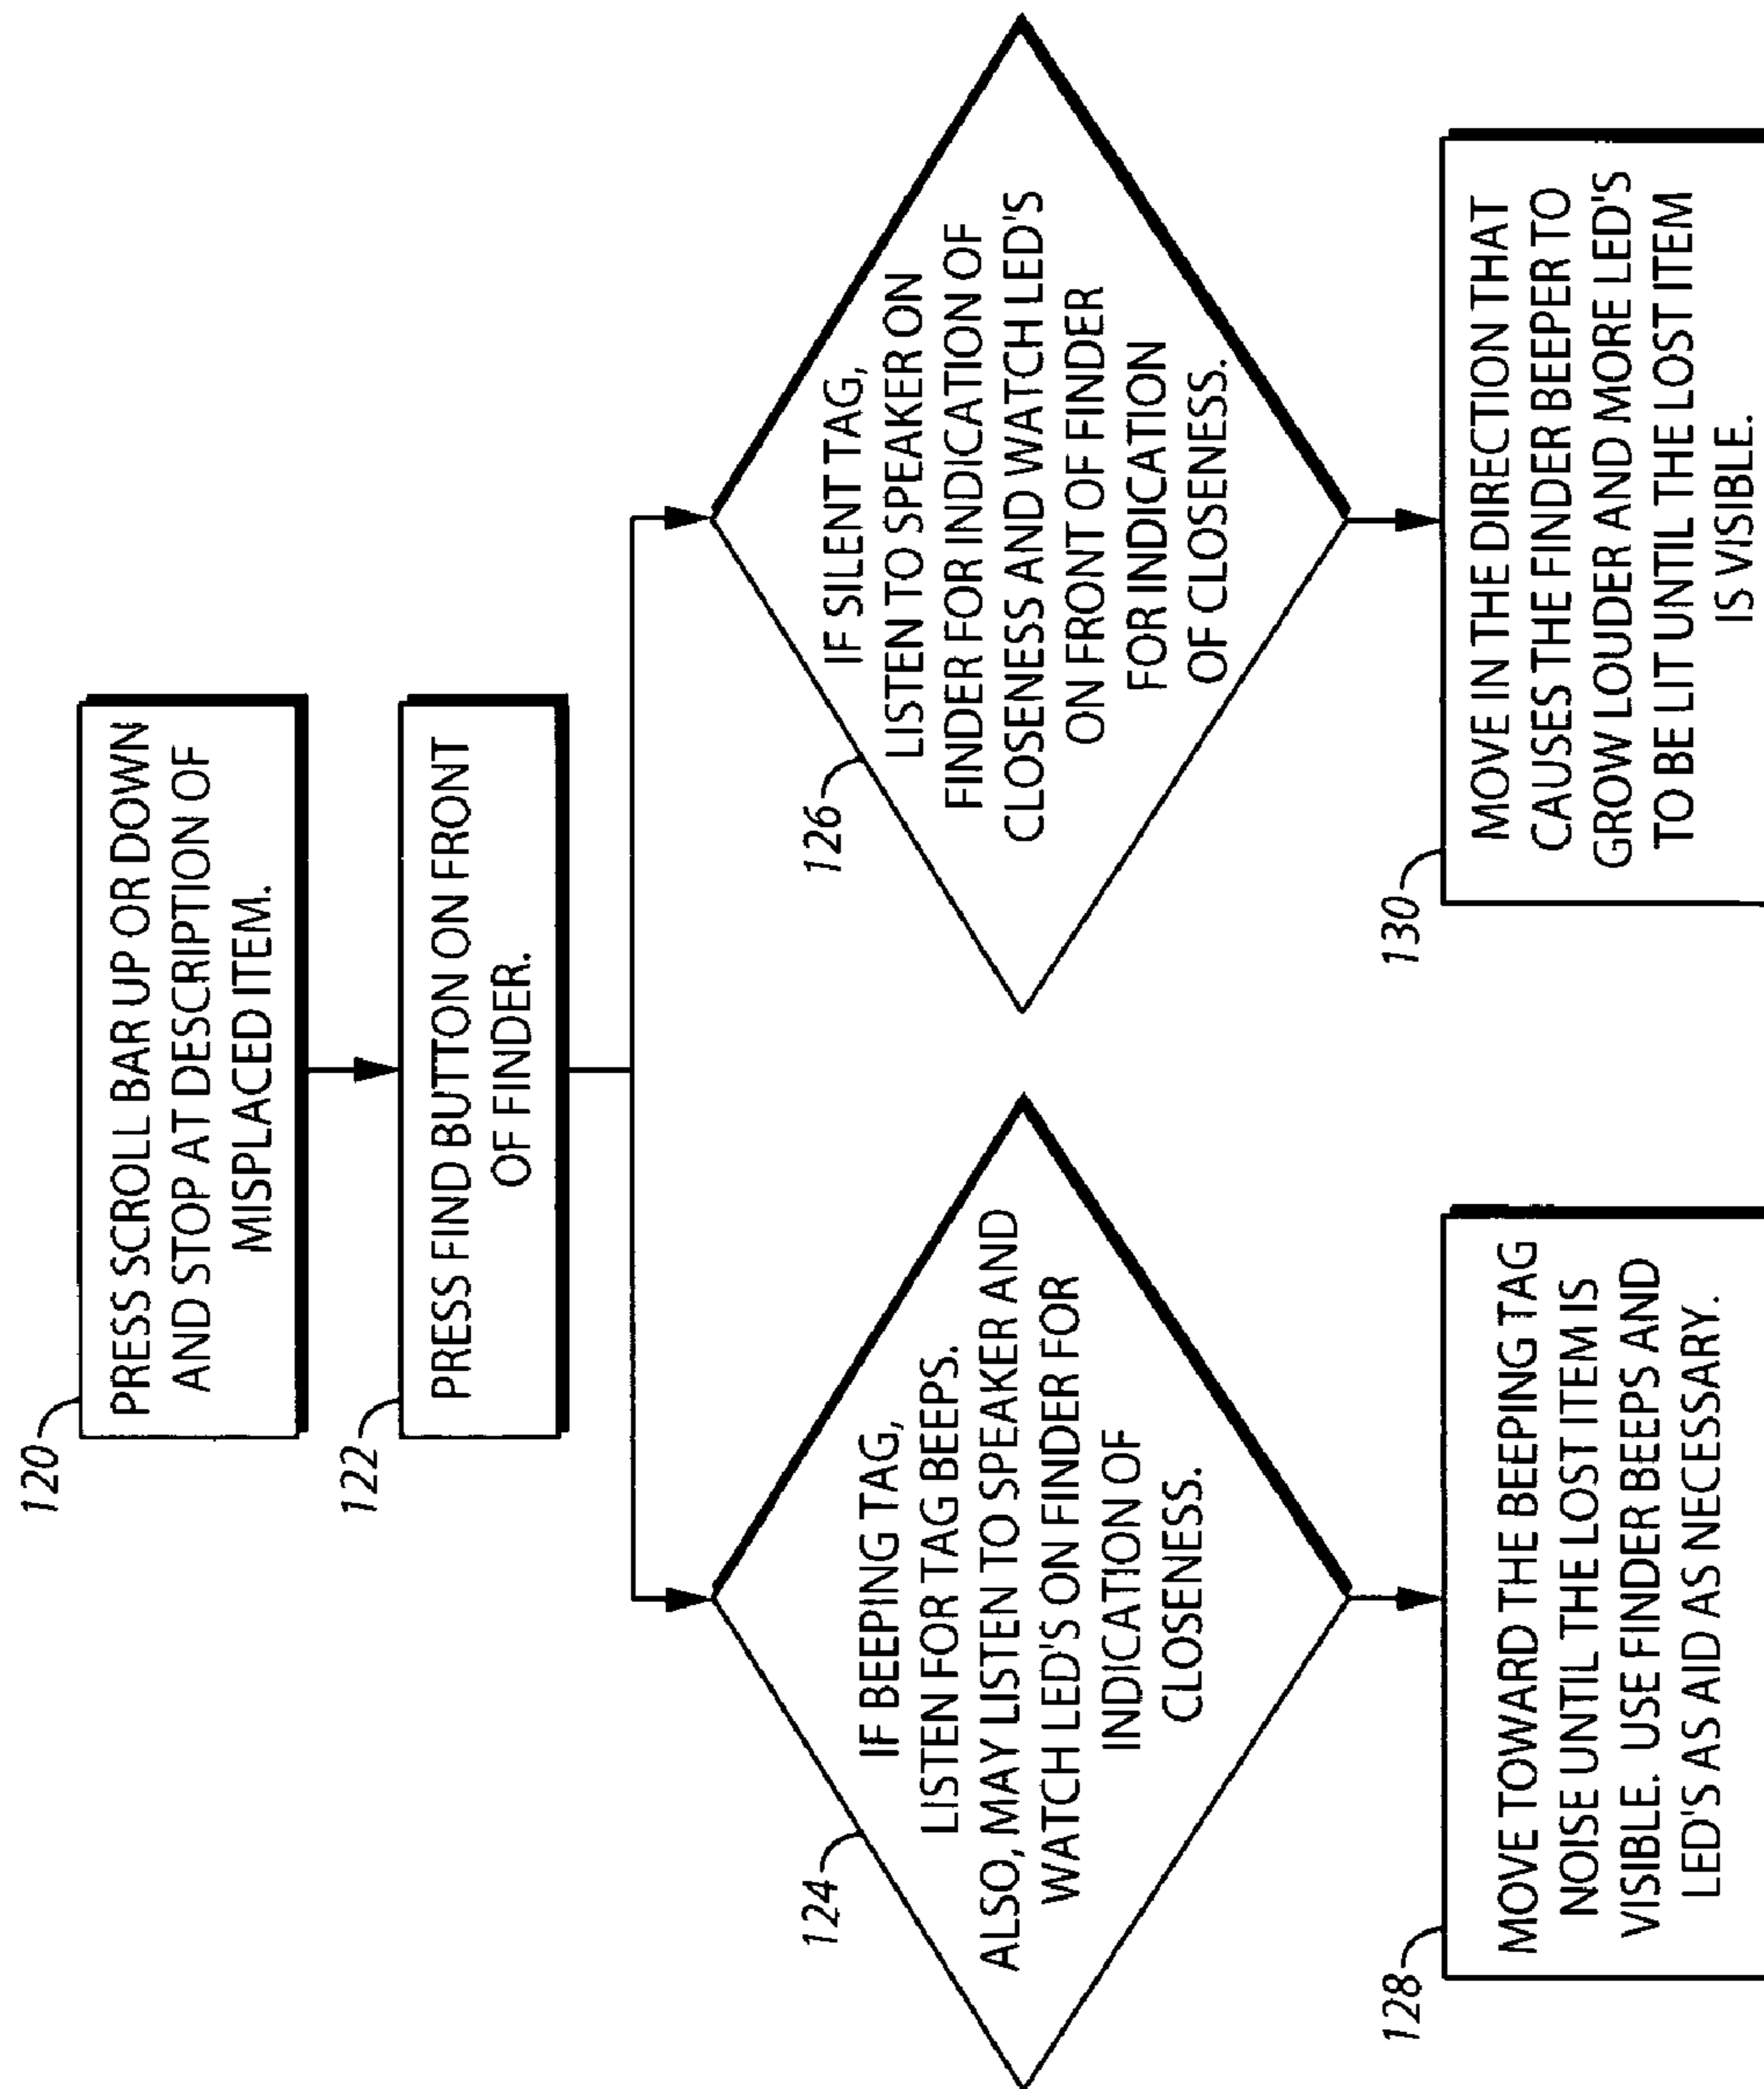 120
PRESS SCROLL BAR UP OR DOWN
AND STOP AT DESCRIPTION OF
MISPLACED ITEM.
122
PRESS FIND BUTTON ON FRONT
OF FINDER.
124
IF BEEPING TAG,
LISTEN FOR TAG BEEPS.
ALSO, MAY LISTEN TO SPEAKER AND
WATCH LED'S ON FINDER FOR
INDICATION OF
CLOSENESS.
126
IF SILENT TAG,
LISTEN TO SPEAKER ON
FINDER FOR INDICATION OF
CLOSENESS AND WATCH LED'S
ON FRONT OF FINDER
FOR INDICATION
OF CLOSENESS.
128
MOVE TOWARD THE BEEPING TAG
NOISE UNTIL THE LOST ITEM IS
VISIBLE. USE FINDER BEEPS AND
LED'S AS AID AS NECESSARY.
130
MOVE IN THE DIRECTION THAT
CAUSES THE FINDER BEEPER TO
GROW LOUDER AND MORE LED'S
TO BE LIT UNTIL THE LOST ITEM
IS VISIBLE.